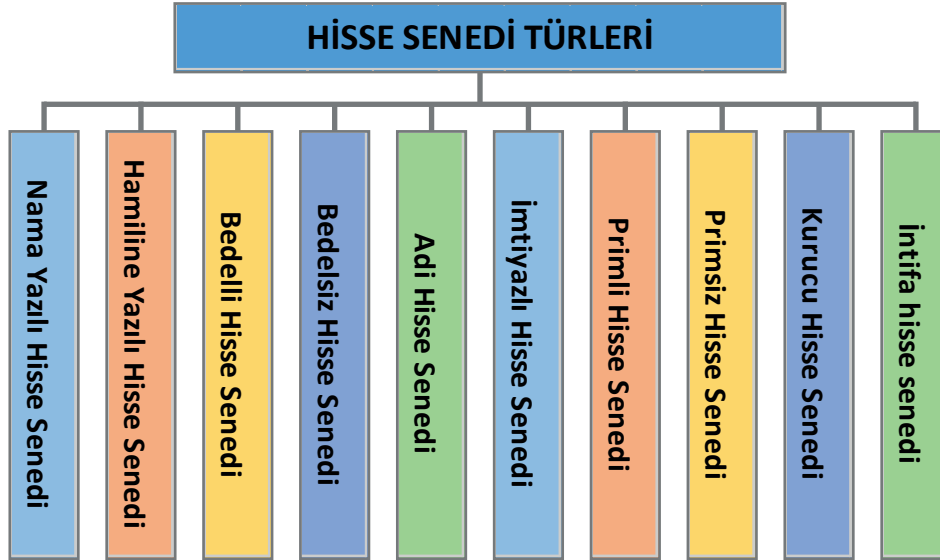 HİSSE SENEDİ TÜRLERİ
Nama Yazılı Hisse Senedi
Hamiline Yazılı Hisse Senedi
Bedelli Hisse Senedi
Bedelsiz Hisse Senedi
Adi Hisse Senedi
İmtiyazlı Hisse Senedi
Primli Hisse Senedi
Primsiz Hisse Senedi
Kurucu Hisse Senedi
İntifa hisse senedi